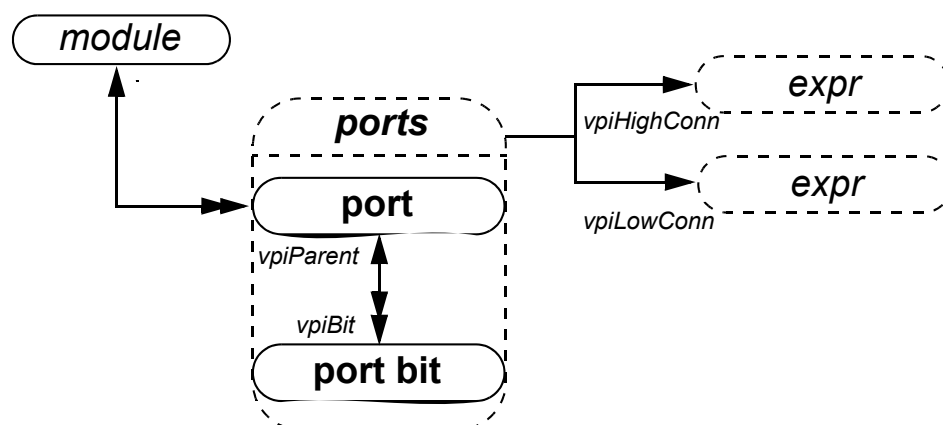 module
expr
ports
vpiHighConn
expr
port
vpiLowConn
vpiParent
vpiBit
port bit